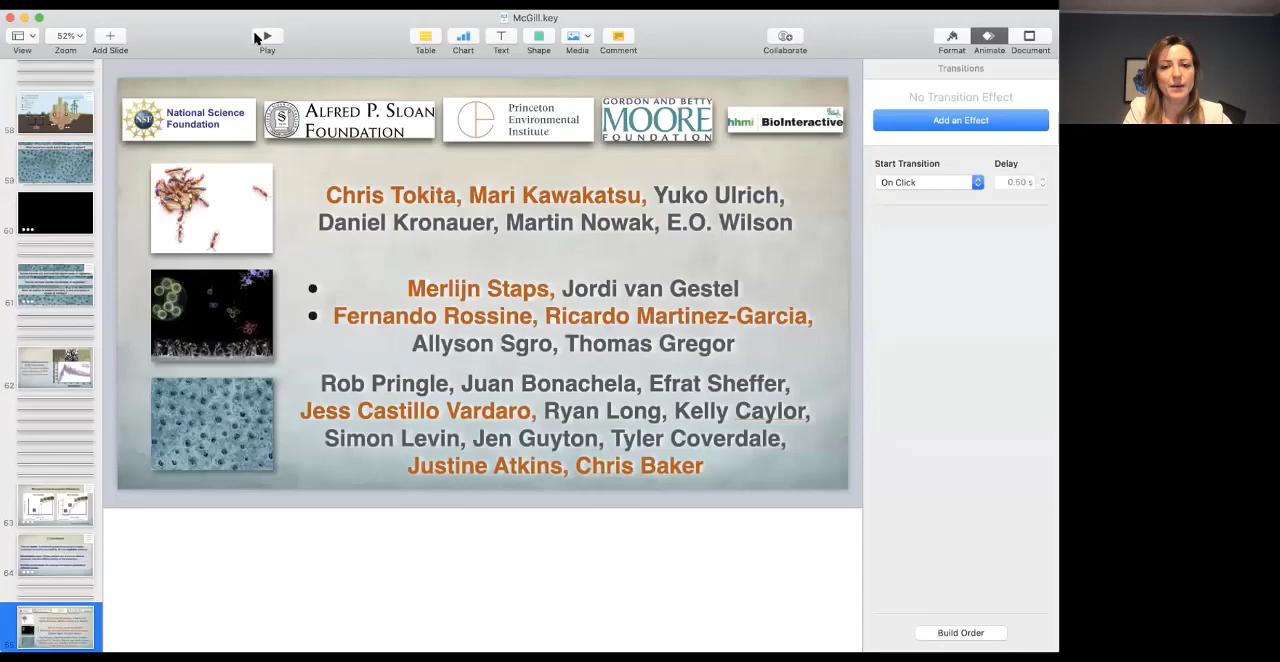 McGill.key
52%
View
Zoom
Add Slide
Play
Table
Chart
Text
Shape
Media
Comment
Collaborate
Format
Animate
Document
Transitions
No Transition Effect
Add an Effect
Start Transition
Delay
On Click
0.50 s
NSF
National Science
Foundation
ALFRED P. SLOAN
FOUNDATION
Princeton
Environmental
Institute
GORDON AND BETTY
MOORE
FOUNDATION
hhmi BioInteractive
Chris Tokita, Mari Kawakatsu, Yuko Ulrich,
Daniel Kronauer, Martin Nowak, E.O. Wilson
• Merlijn Staps, Jordi van Gestel
• Fernando Rossine, Ricardo Martinez-Garcia,
Allyson Sgro, Thomas Gregor
Rob Pringle, Juan Bonachela, Efrat Sheffer,
Jess Castillo Vardaro, Ryan Long, Kelly Caylor,
Simon Levin, Jen Guyton, Tyler Coverdale,
Justine Atkins, Chris Baker
58
59
60
61
62
63
64
65
Build Order